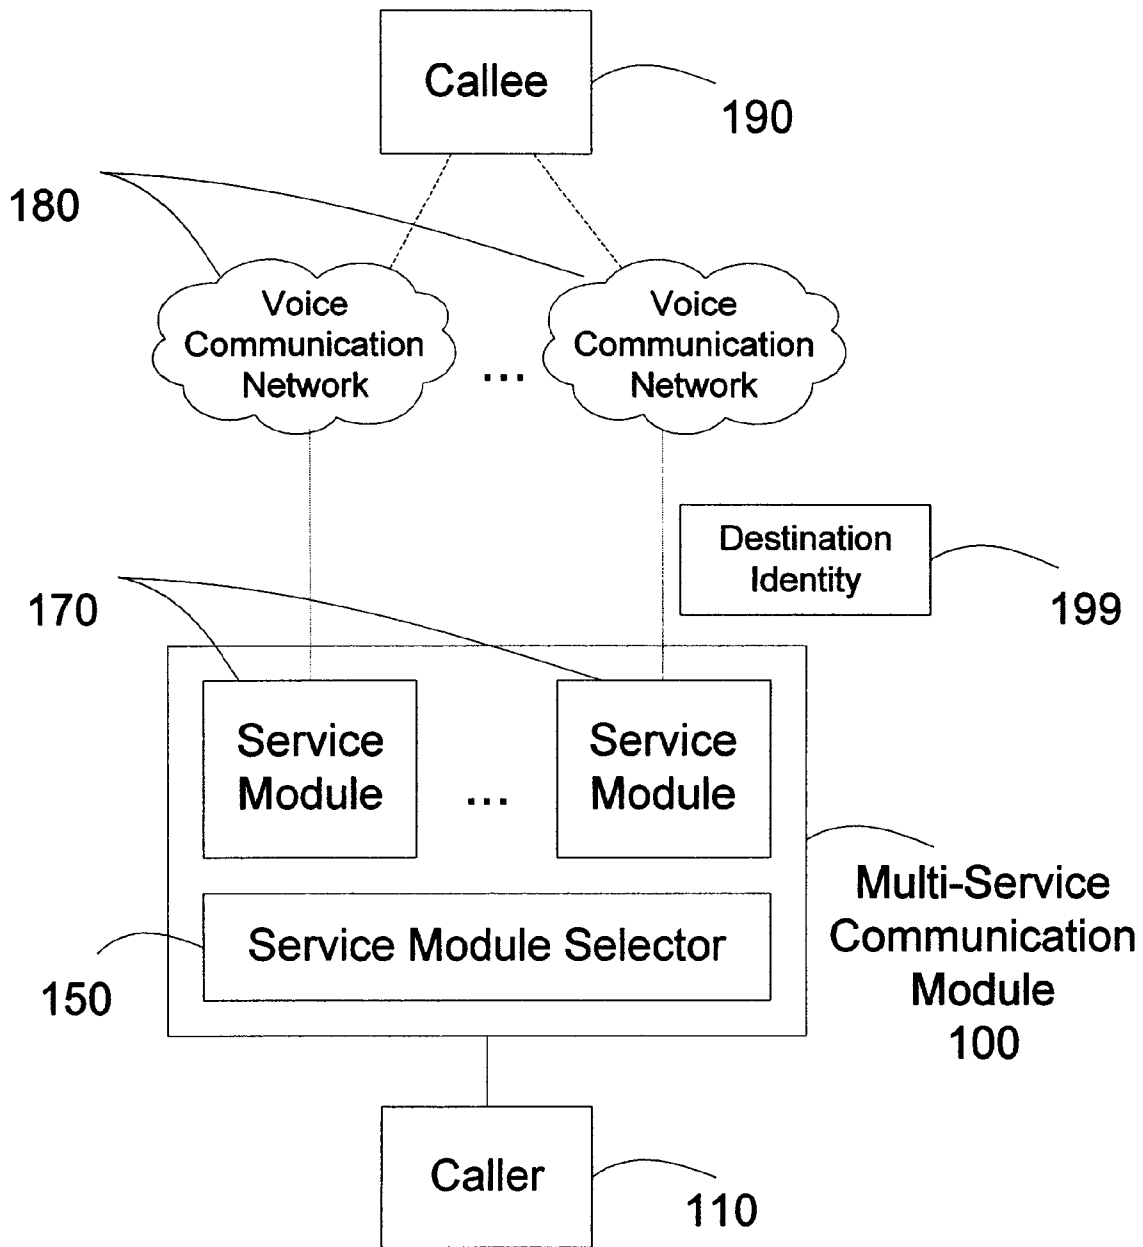 Callee
190
180
Voice
Communication
Network
...
Voice
Communication
Network
Destination
Identity
199
170
Service
Module
...
Service
Module
Multi-Service
Communication
Module
100
Service Module Selector
150
Caller
110